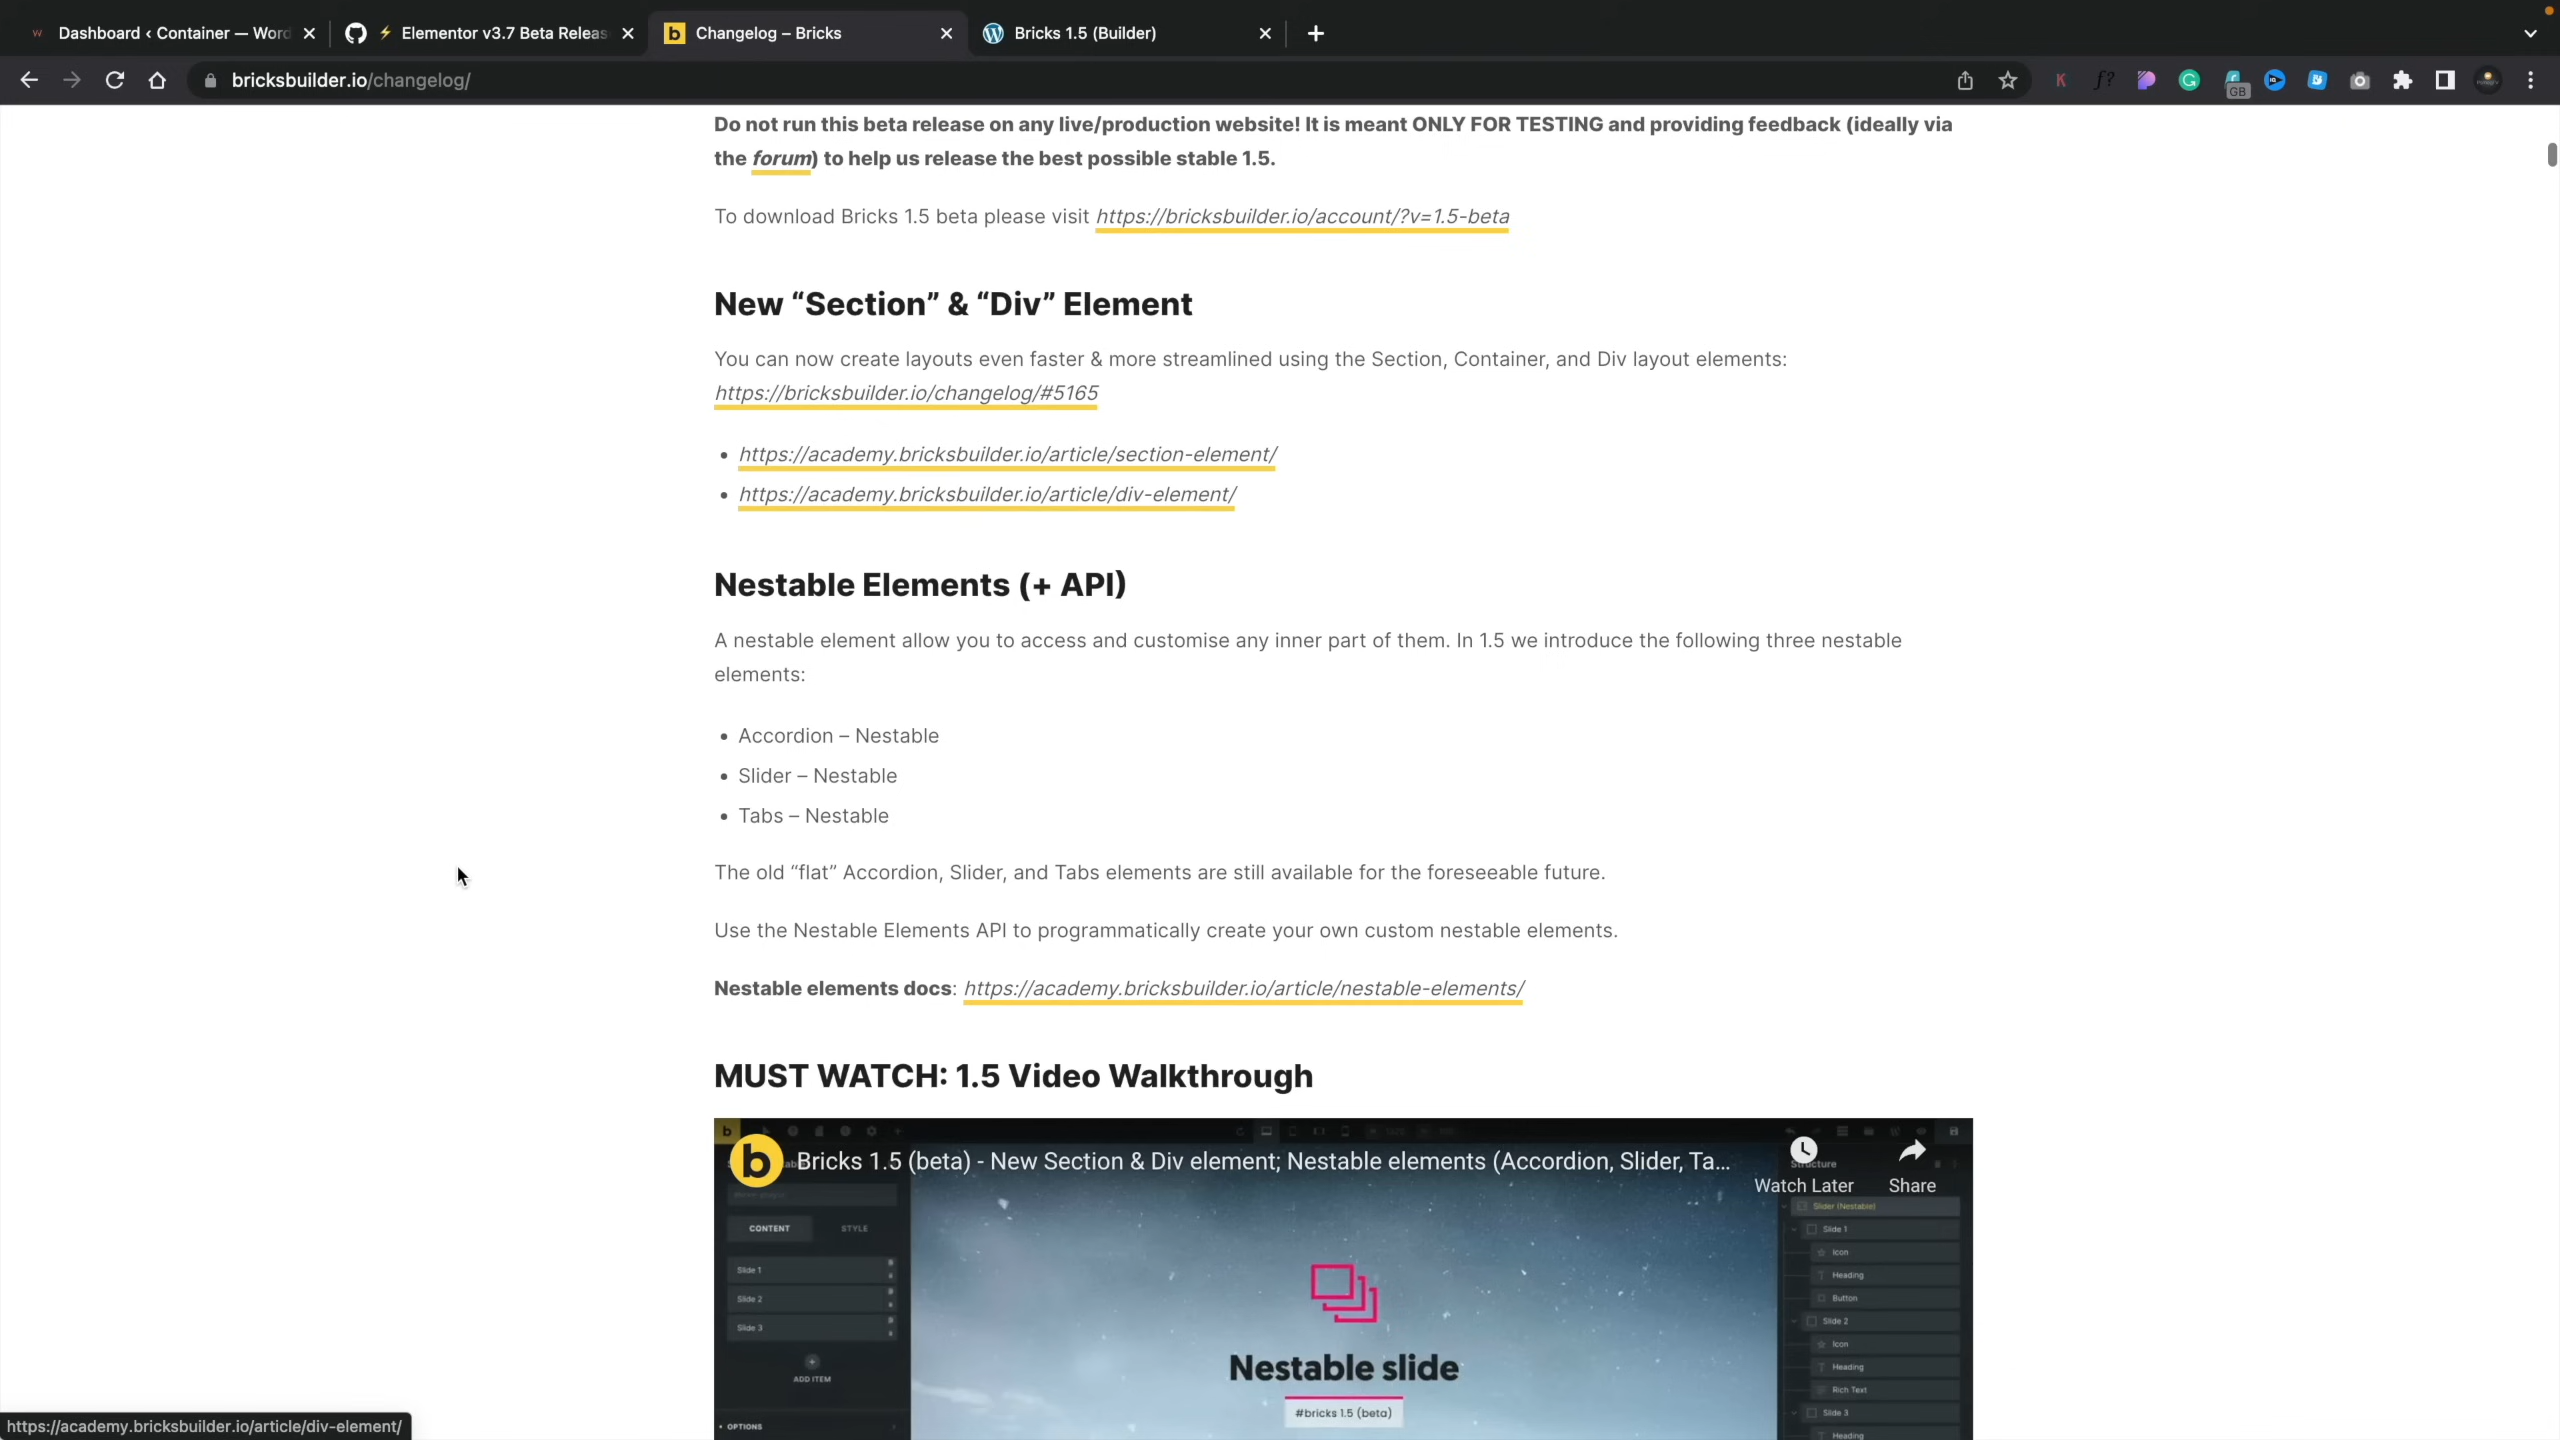 Dashboard ‹ Container — Word
⚡ Elementor v3.7 Beta Releas
Changelog – Bricks
Bricks 1.5 (Builder)
bricksbuilder.io/changelog/
GB
Do not run this beta release on any live/production website! It is meant ONLY FOR TESTING and providing feedback (ideally via
the forum) to help us release the best possible stable 1.5.
To download Bricks 1.5 beta please visit https://bricksbuilder.io/account/?v=1.5-beta
New “Section” & “Div” Element
You can now create layouts even faster & more streamlined using the Section, Container, and Div layout elements:
https://bricksbuilder.io/changelog/#5165
• https://academy.bricksbuilder.io/article/section-element/
• https://academy.bricksbuilder.io/article/div-element/
Nestable Elements (+ API)
A nestable element allow you to access and customise any inner part of them. In 1.5 we introduce the following three nestable
elements:
• Accordion – Nestable
• Slider – Nestable
• Tabs – Nestable
The old “flat” Accordion, Slider, and Tabs elements are still available for the foreseeable future.
Use the Nestable Elements API to programmatically create your own custom nestable elements.
Nestable elements docs: https://academy.bricksbuilder.io/article/nestable-elements/
MUST WATCH: 1.5 Video Walkthrough
b
Bricks 1.5 (beta) - New Section & Div element; Nestable elements (Accordion, Slider, Ta...
Watch Later
Share
Structure
CONTENT
STYLE
Slide 1
Slide 2
Slide 3
ADD ITEM
OPTIONS
Nestable slide
#bricks 1.5 (beta)
Slider (Nestable)
Slide 1
Icon
Heading
Button
Slide 2
Icon
Heading
Rich Text
Slide 3
Heading
https://academy.bricksbuilder.io/article/div-element/